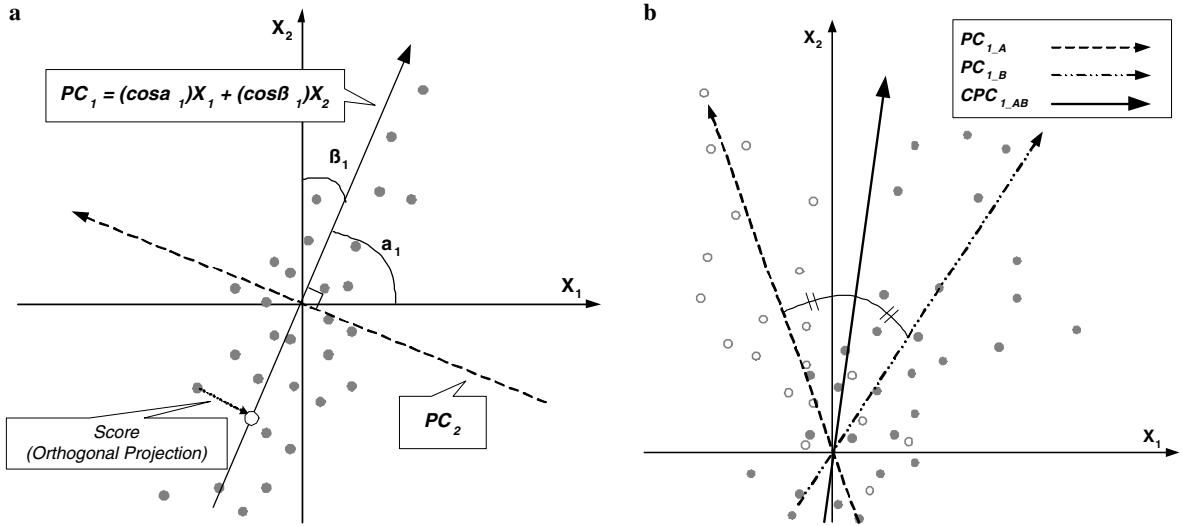 a
X2
PC1 = (cosa 1)X1 + (cosß 1)X2
ß1
a1
X1
PC2
Score
(Orthogonal Projection)
b
X2
PC1_A
PC1_B
CPC1_AB
X1